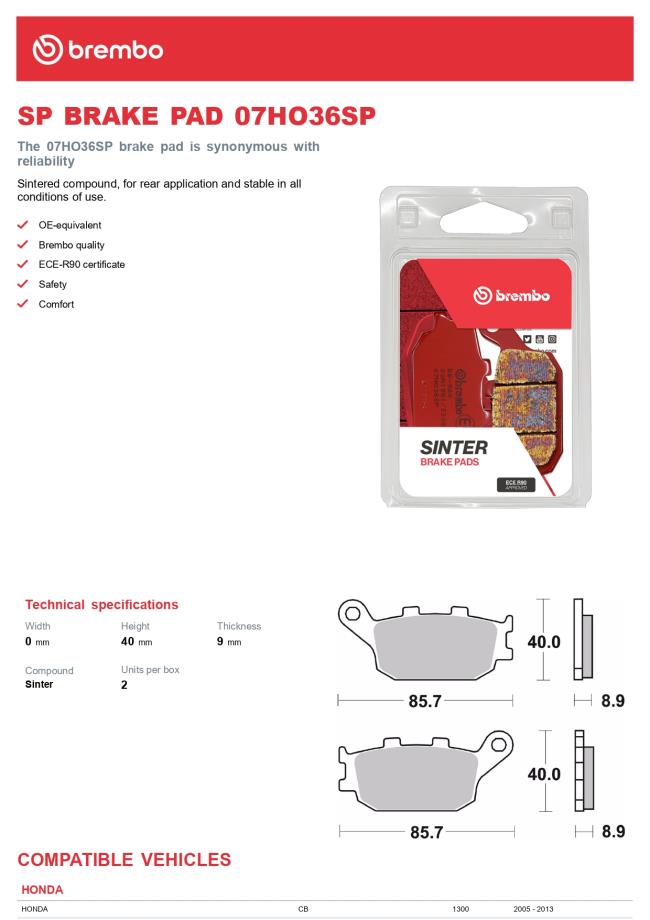 brembo
SP BRAKE PAD 07HO36SP
The 07HO36SP brake pad is synonymous with
reliability
Sintered compound, for rear application and stable in all
conditions of use.
OE-equivalent
Brembo quality
ECE-R90 certificate
Safety
Comfort
brembo
brembo
SINTER
BRAKE PADS
ECE R90
APPROVED
Technical specifications
Width Height Thickness
0 mm 40 mm 9 mm
Compound Units per box
Sinter 2
40.0
85.7 8.9
40.0
85.7 8.9
COMPATIBLE VEHICLES
HONDA
HONDA CB 1300 2005 - 2013